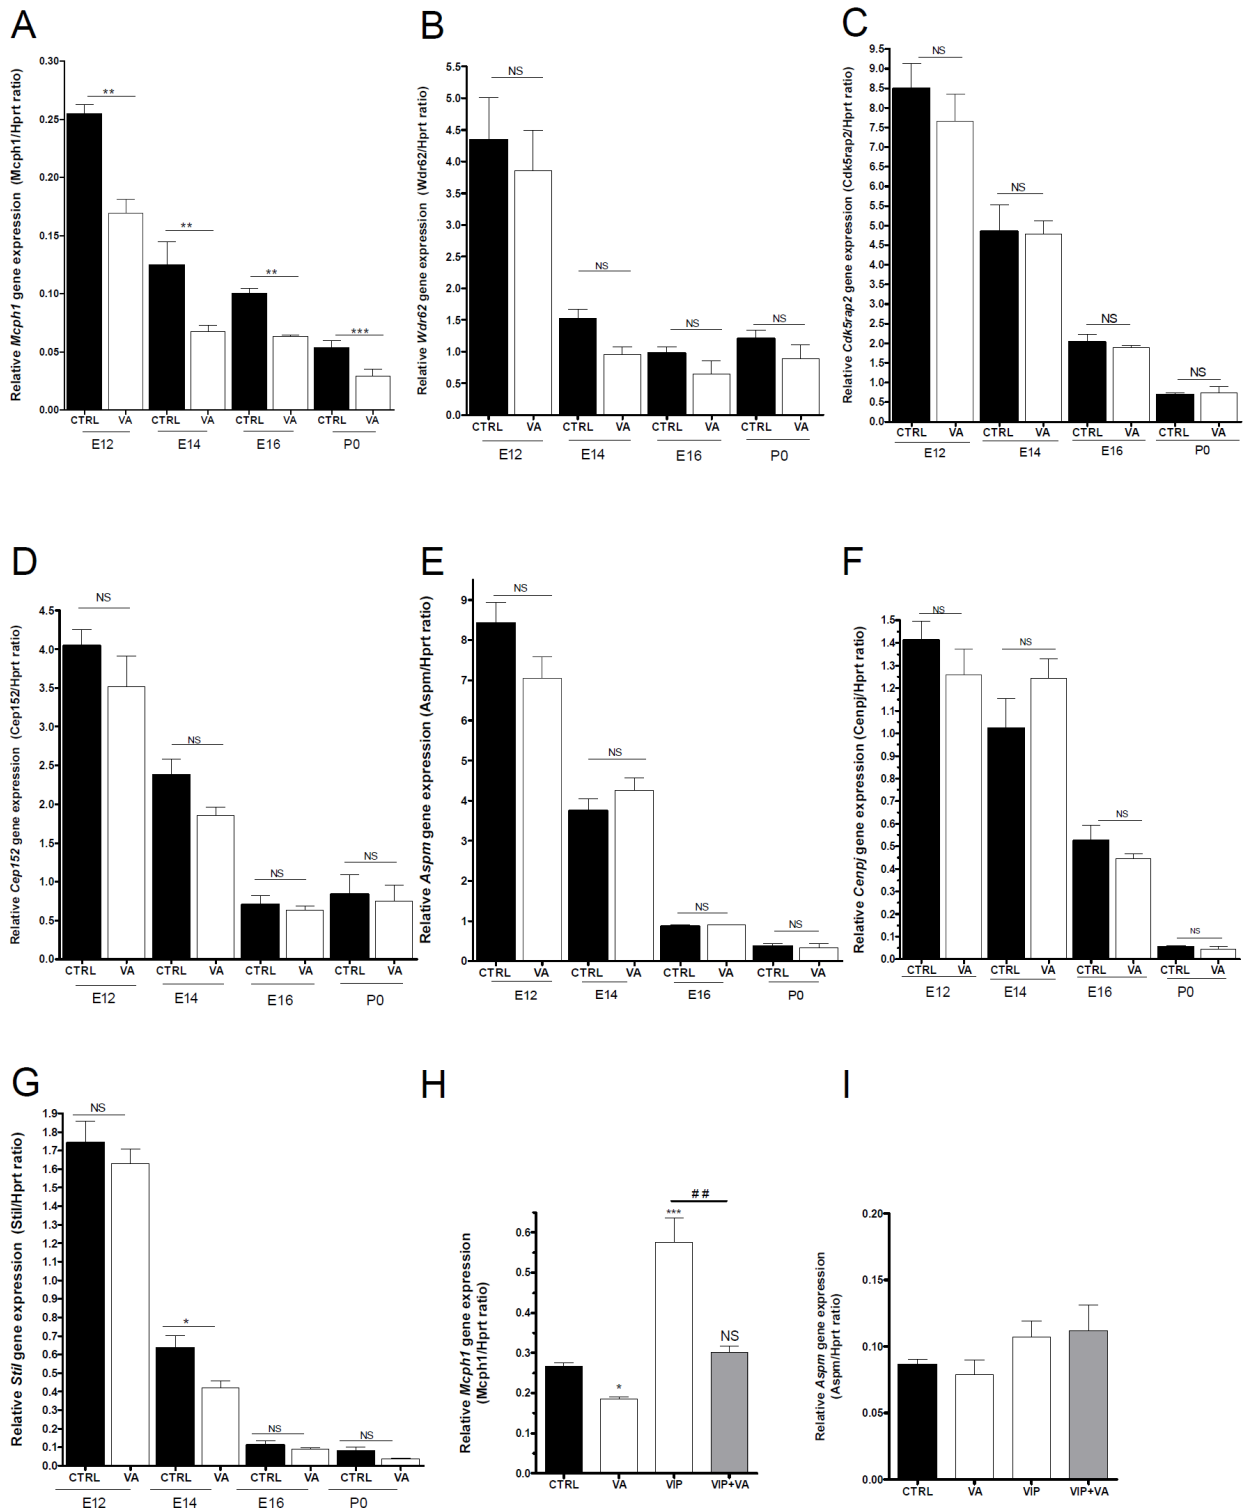 A
Relative Mcph1 gene expression (Mcph1/Hprt ratio)
0.30
0.25
0.20
0.15
0.10
0.05
0.00
**
**
**
***
CTRL VA CTRL VA CTRL VA CTRL VA
E12 E14 E16 P0
B
Relative Wdr62 gene expression (Wdr62/Hprt ratio)
5.5
5.0
4.5
4.0
3.5
3.0
2.5
2.0
1.5
1.0
0.5
0.0
NS
NS
NS
NS
CTRL VA CTRL VA CTRL VA CTRL VA
E12 E14 E16 P0
C
Relative Cdk5rap2 gene expression (Cdk5rap2/Hprt ratio)
9.5
9.0
8.5
8.0
7.5
7.0
6.5
6.0
5.5
5.0
4.5
4.0
3.5
3.0
2.5
2.0
1.5
1.0
0.5
0.0
NS
NS
NS
NS
CTRL VA CTRL VA CTRL VA CTRL VA
E12 E14 E16 P0
D
Relative Cep152 gene expression (Cep152/Hprt ratio)
4.5
4.0
3.5
3.0
2.5
2.0
1.5
1.0
0.5
0.0
NS
NS
NS
NS
CTRL VA CTRL VA CTRL VA CTRL VA
E12 E14 E16 P0
E
Relative Aspm gene expression (Aspm/Hprt ratio)
9
8
7
6
5
4
3
2
1
0
NS
NS
NS
NS
CTRL VA CTRL VA CTRL VA CTRL VA
E12 E14 E16 P0
F
Relative Cenpj gene expression (Cenpj/Hprt ratio)
1.5
1.4
1.3
1.2
1.1
1.0
0.9
0.8
0.7
0.6
0.5
0.4
0.3
0.2
0.1
0.0
NS
NS
NS
NS
CTRL VA CTRL VA CTRL VA CTRL VA
E12 E14 E16 P0
G
Relative Stil gene expression (Stil/Hprt ratio)
1.9
1.8
1.7
1.6
1.5
1.4
1.3
1.2
1.1
1.0
0.9
0.8
0.7
0.6
0.5
0.4
0.3
0.2
0.1
0.0
NS
*
NS
NS
CTRL VA CTRL VA CTRL VA CTRL VA
E12 E14 E16 P0
H
Relative Mcph1 gene expression
(Mcph1/Hprt ratio)
0.6
0.5
0.4
0.3
0.2
0.1
0.0
##
***
NS
*
CTRL VA VIP VIP+VA
I
Relative Aspm gene expression
(Aspm/Hprt ratio)
0.20
0.15
0.10
0.05
0.00
CTRL VA VIP VIP+VA